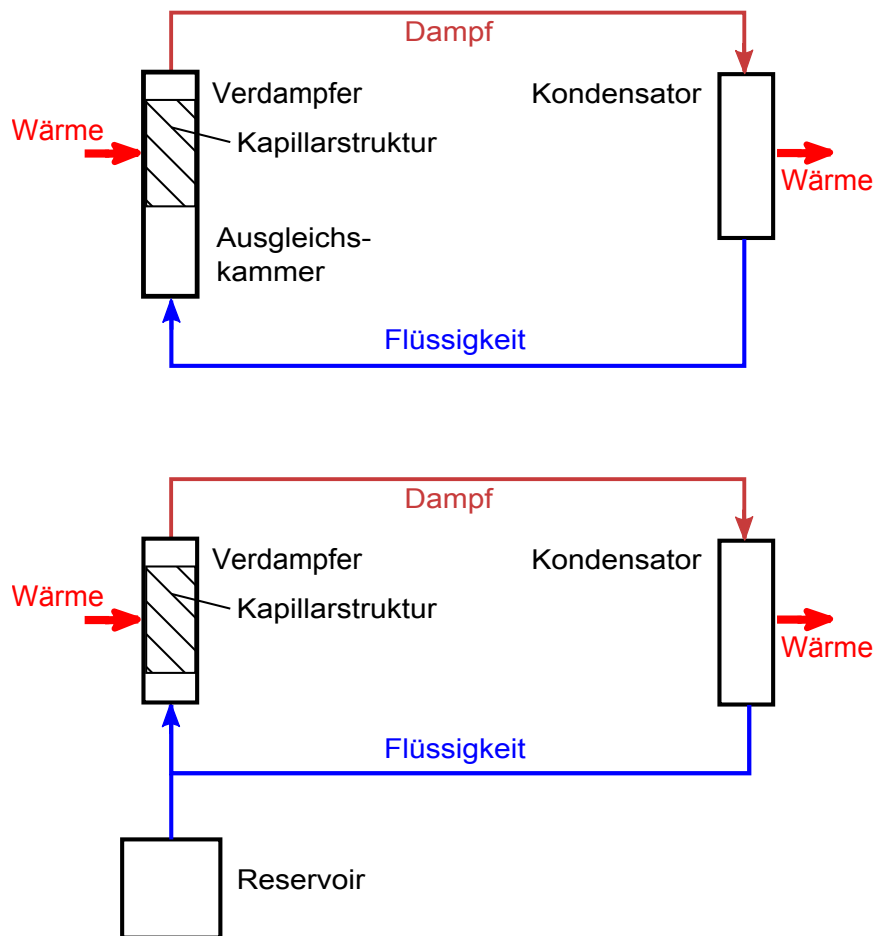 Dampf
Verdampfer
Kondensator
Wärme
Kapillarstruktur
Wärme
Ausgleichs-
kammer
Flüssigkeit
Dampf
Verdampfer
Kondensator
Wärme
Kapillarstruktur
Wärme
Flüssigkeit
Reservoir